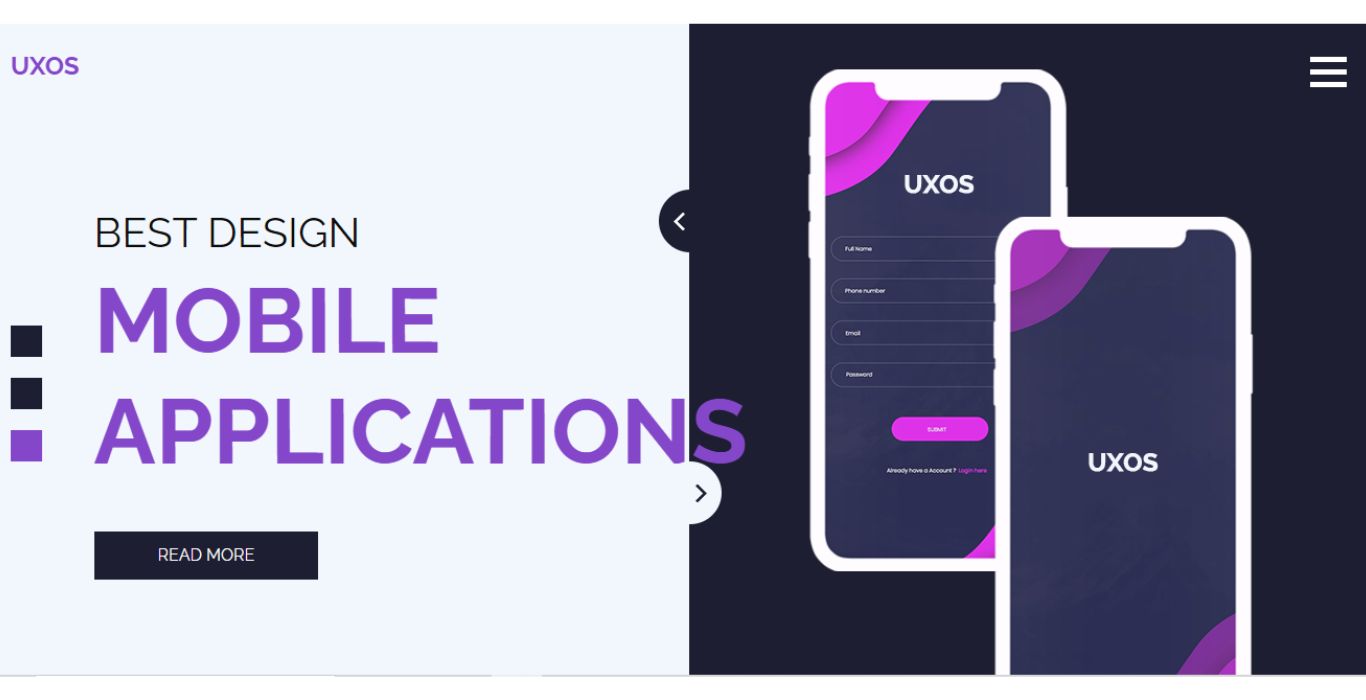 UXOS
BEST DESIGN
MOBILE
APPLICATIONS
READ MORE
UXOS
Full Name
Phone number
Email
Password
SUBMIT
Already have a Account ? Login here
UXOS